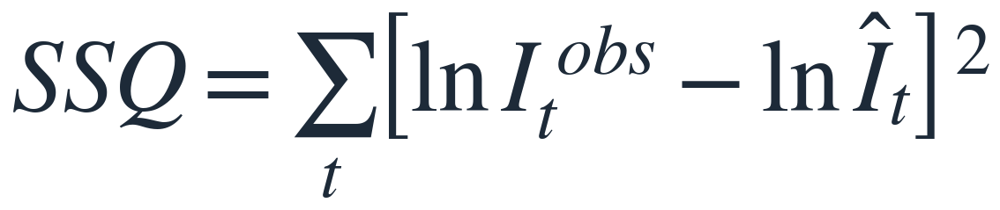 SSQ = ∑_t [ln I_t^{obs} − ln Î_t]^2